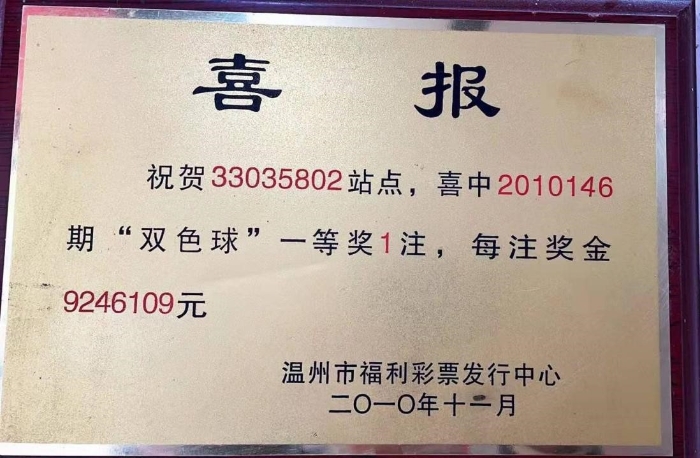 喜报
祝贺33035802站点，喜中2010146
期“双色球”一等奖1注，每注奖金
9246109元
温州市福利彩票发行中心
二〇一〇年十一月